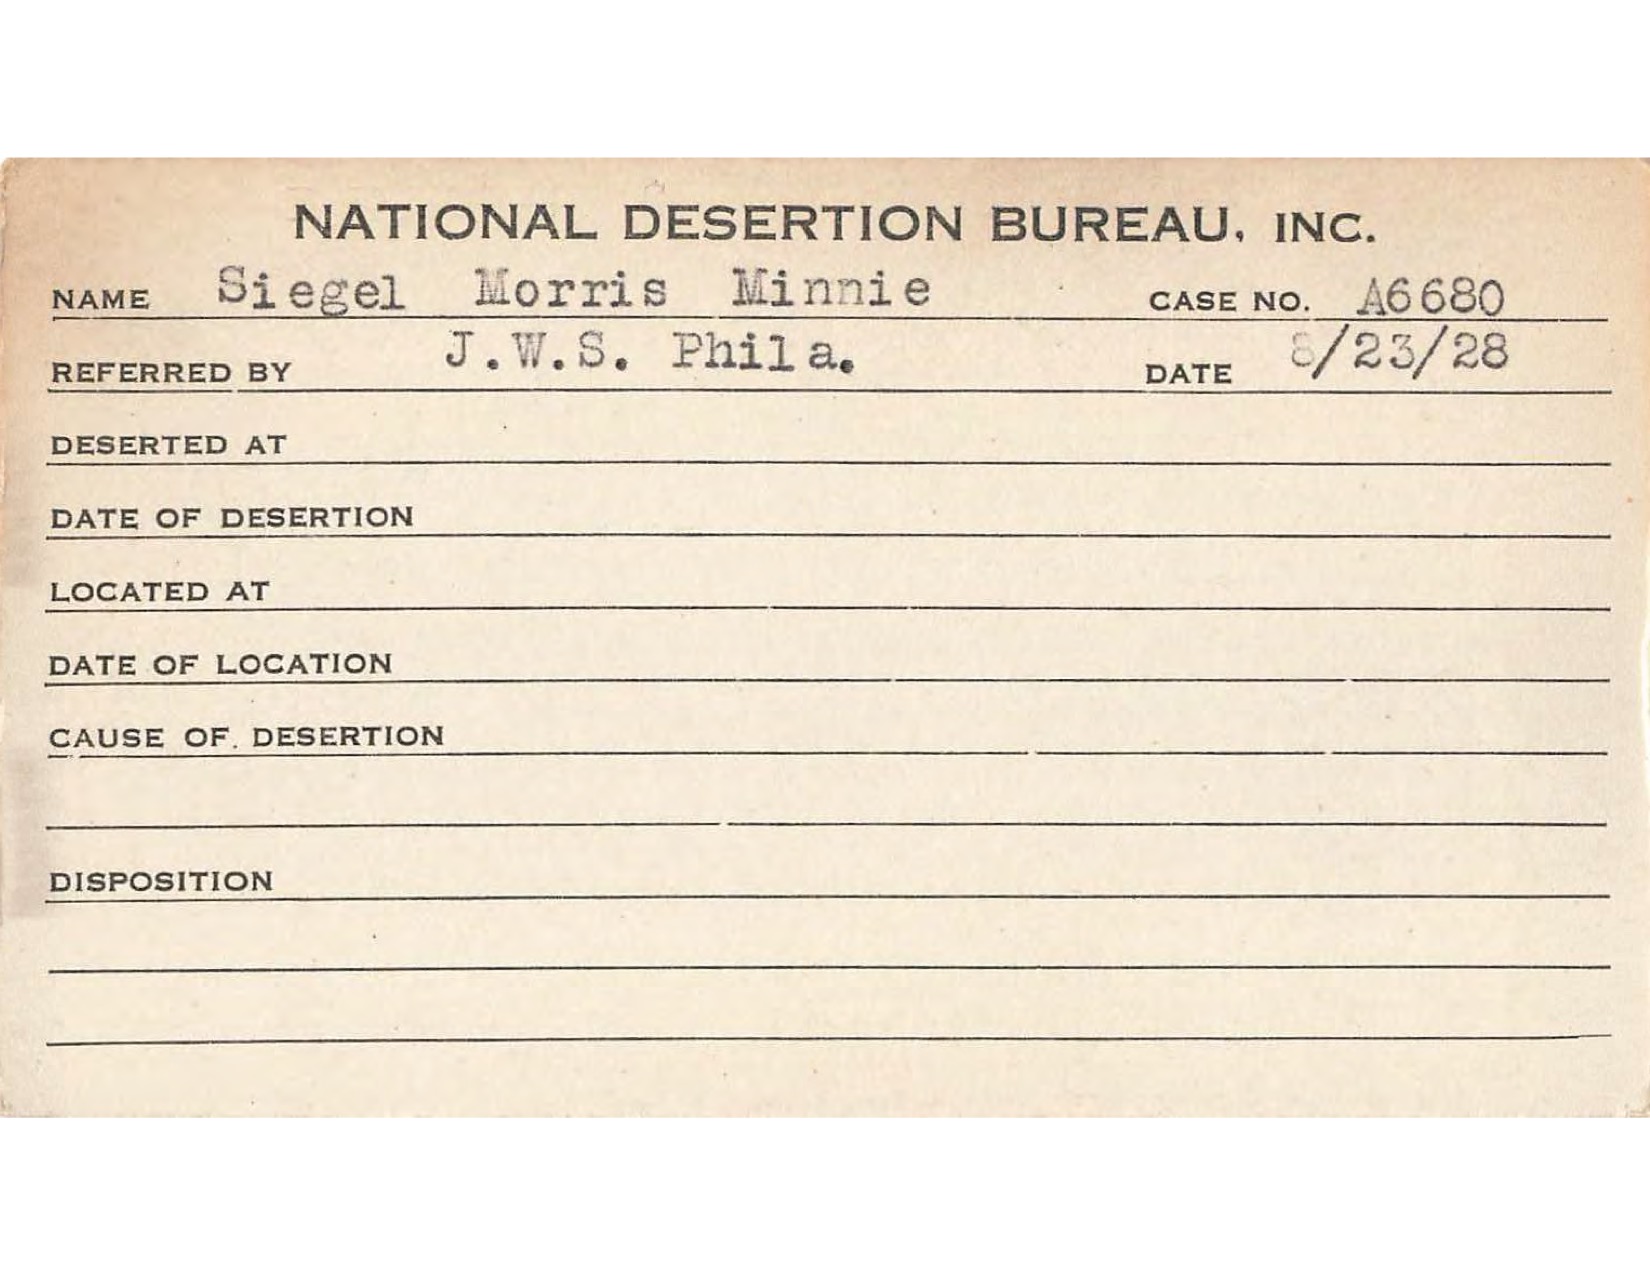 NATIONAL DESERTION BUREAU, INC.
NAME Siegel Morris Minnie CASE NO. A6680
REFERRED BY J.W.S. Phila. DATE 8/23/28
DESERTED AT
DATE OF DESERTION
LOCATED AT
DATE OF LOCATION
CAUSE OF DESERTION
DISPOSITION